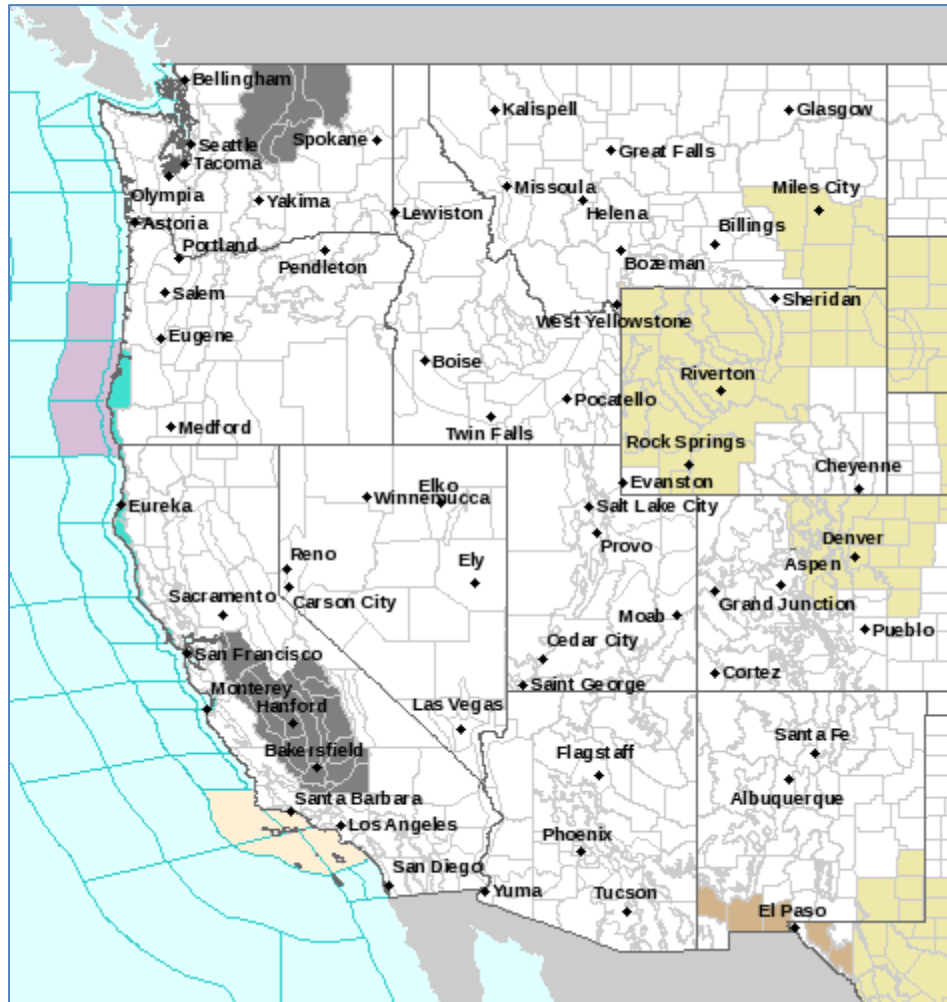 Bellingham
Kalispell
Glasgow
Seattle
Spokane
Great Falls
Tacoma
Olympia
Missoula
Miles City
Yakima
Helena
Lewiston
Astoria
Billings
Portland
Bozeman
Pendleton
Salem
Sheridan
West Yellowstone
Eugene
Boise
Riverton
Pocatello
Medford
Twin Falls
Rock Springs
Cheyenne
Evanston
Elko
Winnemucca
Eureka
Salt Lake City
Provo
Denver
Reno
Ely
Aspen
Carson City
Grand Junction
Sacramento
Moab
Pueblo
Cedar City
San Francisco
Cortez
Saint George
Monterey
Hanford
Las Vegas
Santa Fe
Bakersfield
Flagstaff
Albuquerque
Santa Barbara
Los Angeles
Phoenix
San Diego
Yuma
Tucson
El Paso